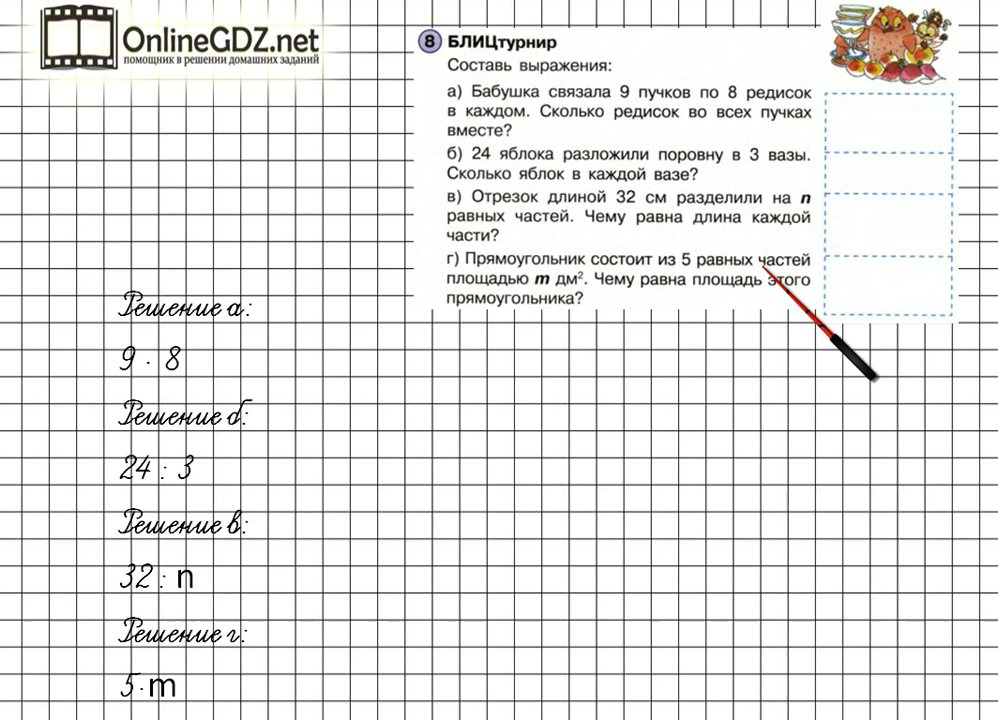 OnlineGDZ.net
помощник в решении домашних заданий
8 БЛИЦтурнир
Составь выражения:
а) Бабушка связала 9 пучков по 8 редисок
в каждом. Сколько редисок во всех пучках
вместе?
б) 24 яблока разложили поровну в 3 вазы.
Сколько яблок в каждой вазе?
в) Отрезок длиной 32 см разделили на n
равных частей. Чему равна длина каждой
части?
г) Прямоугольник состоит из 5 равных частей
площадью m дм². Чему равна площадь этого
прямоугольника?
Решение а:
9 · 8
Решение б:
24 : 3
Решение в:
32 : n
Решение г:
5·m